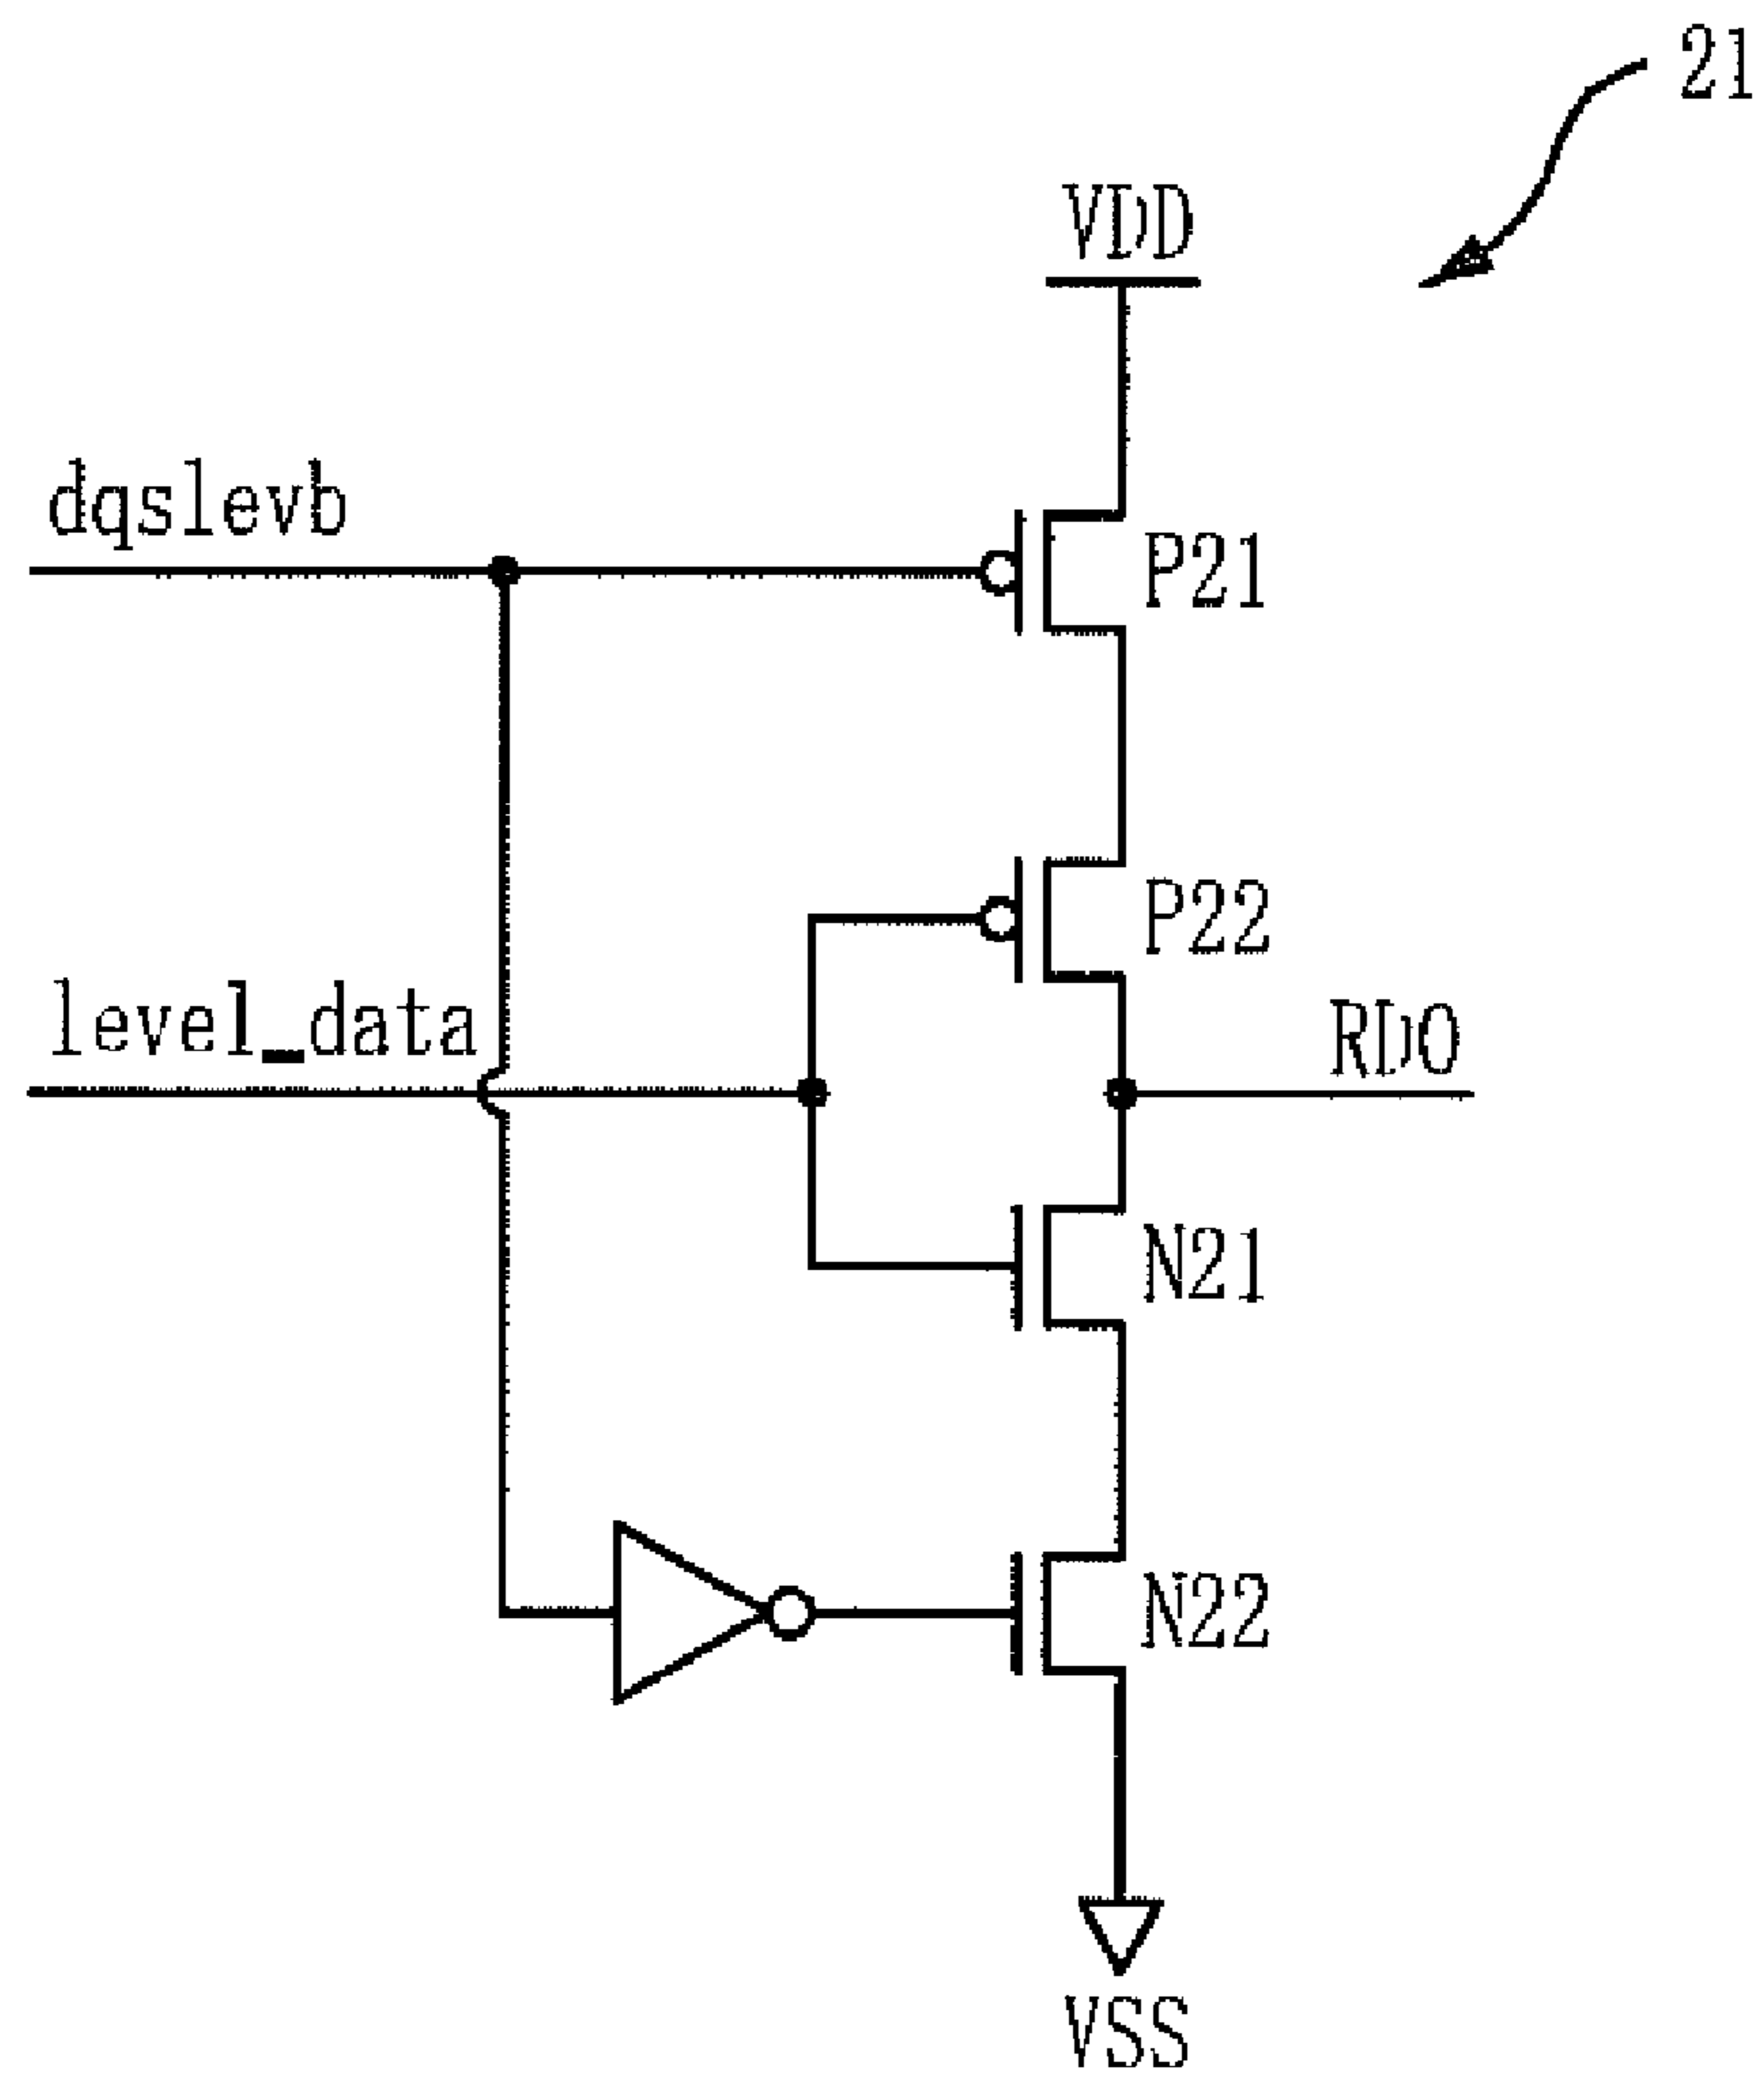 21
VDD
dqslevb
P21
P22
level_data
RDO
N21
N22
VSS